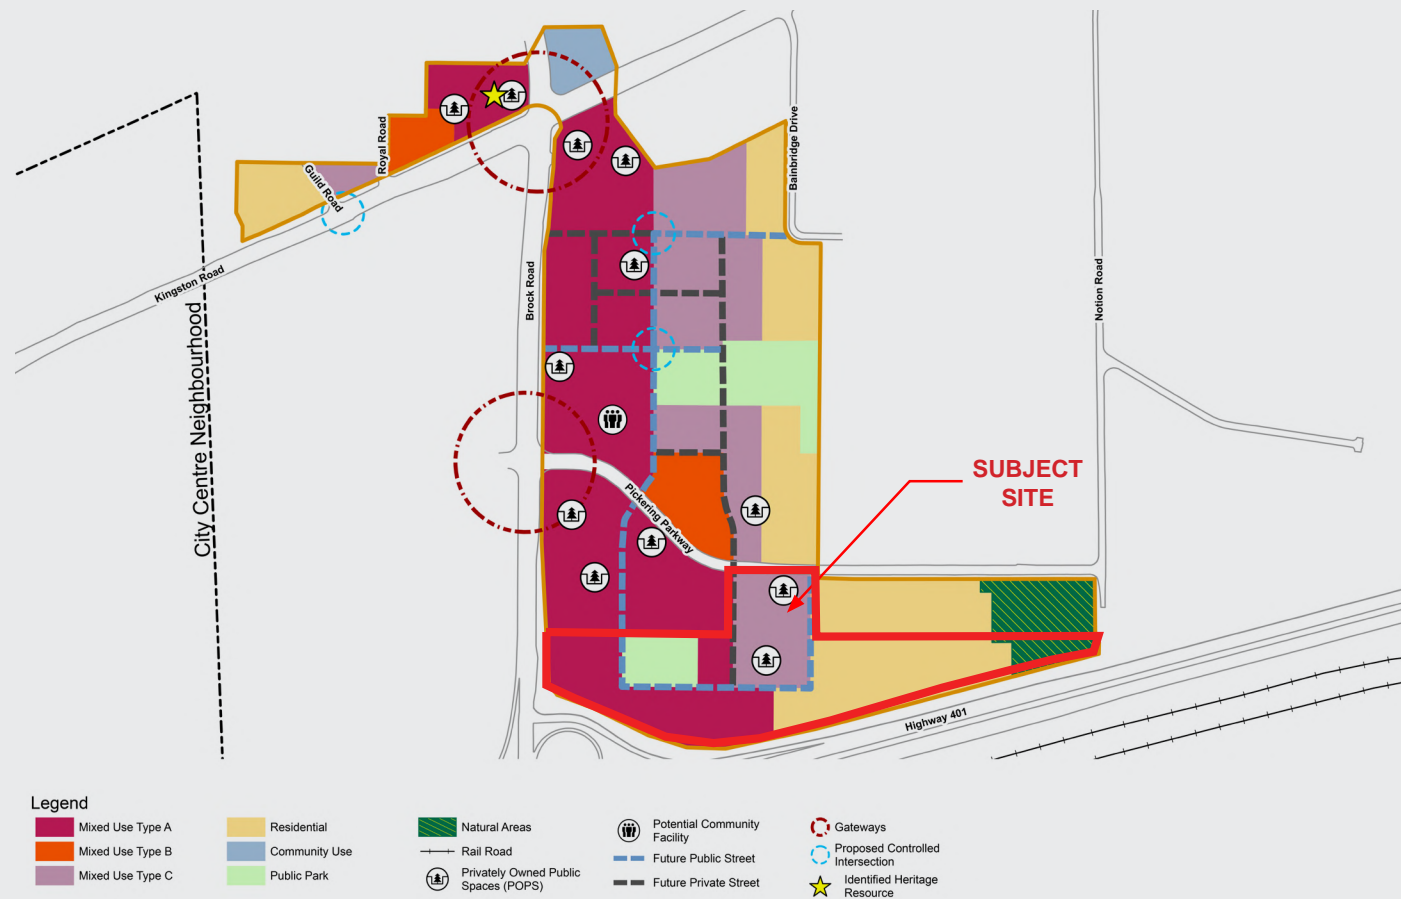 Royal Road
Guild Road
Kingston Road
City Centre Neighbourhood
Brock Road
Bainbridge Drive
Notion Road
Pickering Parkway
SUBJECT
SITE
Highway 401
Legend
Mixed Use Type A
Mixed Use Type B
Mixed Use Type C
Residential
Community Use
Public Park
Natural Areas
Rail Road
Privately Owned Public
Spaces (POPS)
Potential Community
Facility
Future Public Street
Future Private Street
Gateways
Proposed Controlled
Intersection
Identified Heritage
Resource